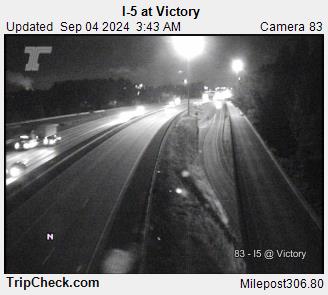 I-5 at Victory
Updated Sep 04 2024 3:43 AM Camera 83
T
N
83 - I5 @ Victory
TripCheck.com Milepost306.80